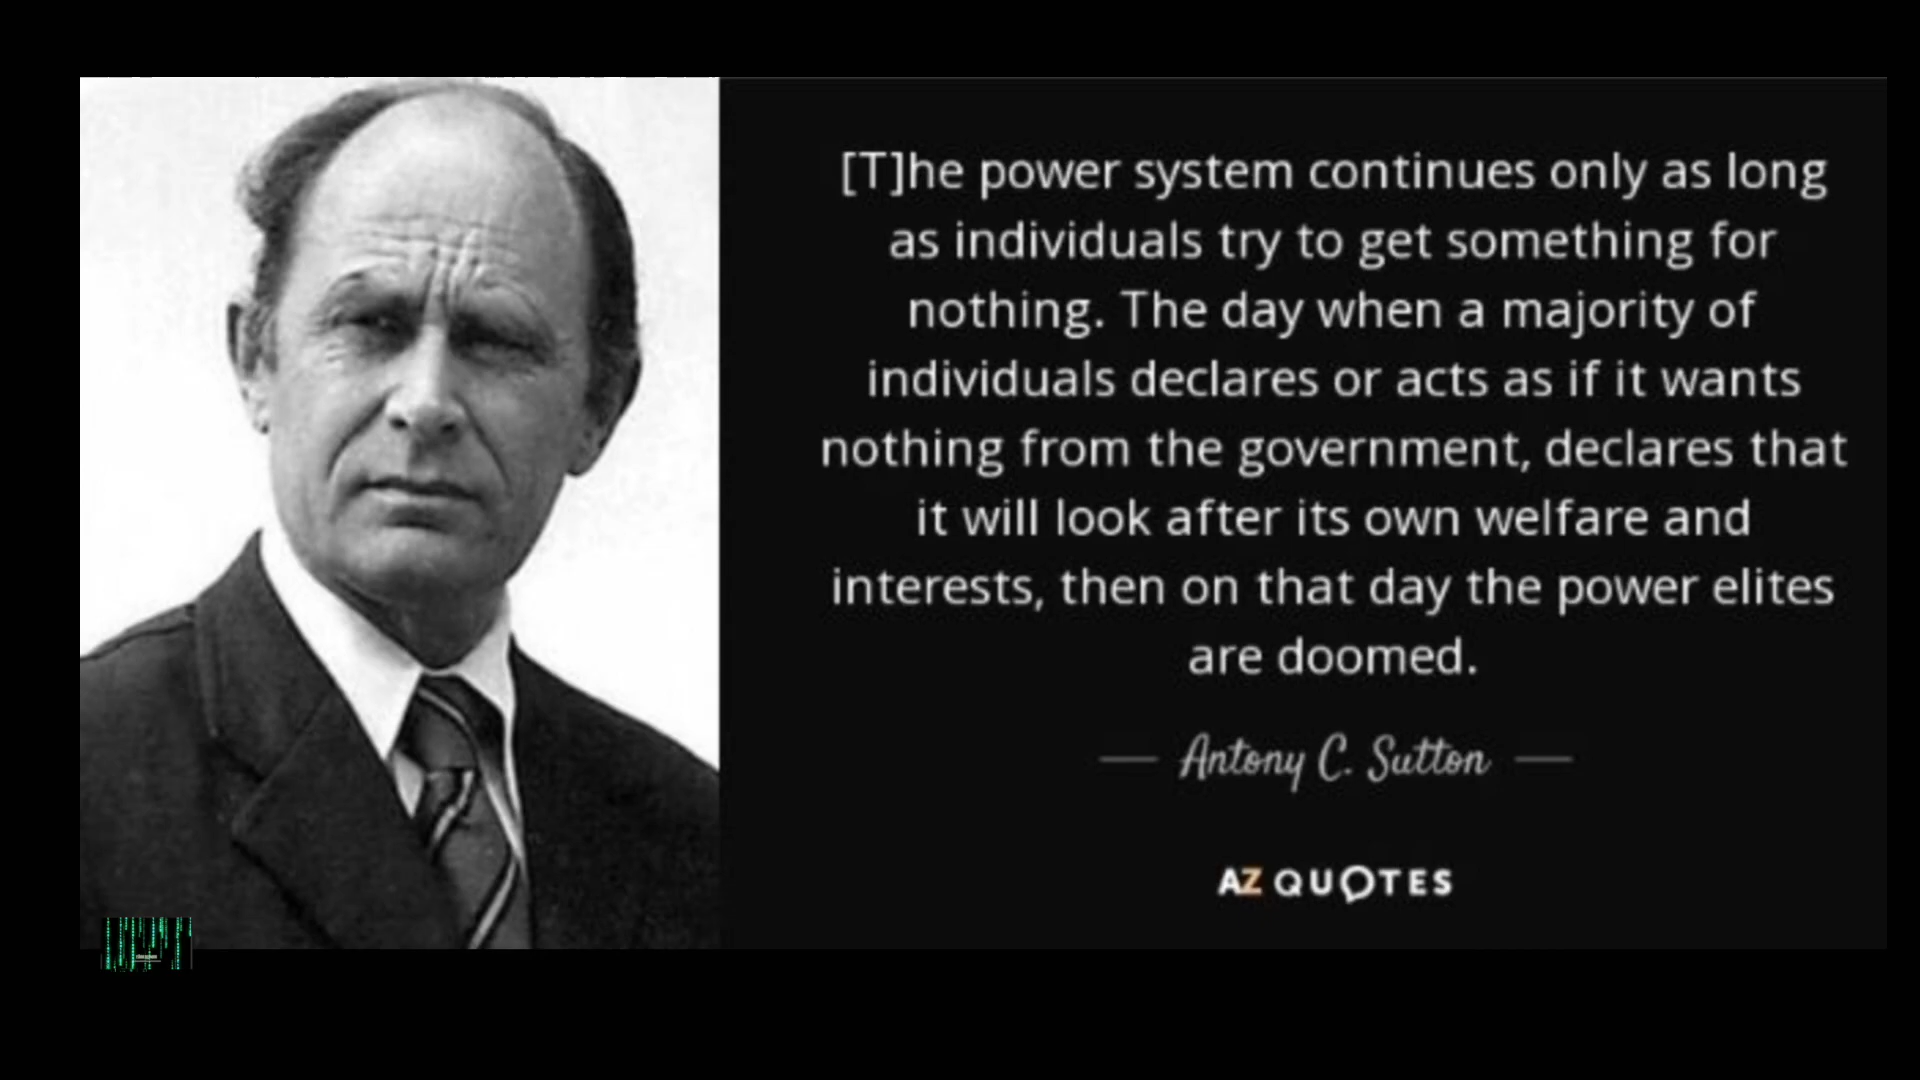 [T]he power system continues only as long
as individuals try to get something for
nothing. The day when a majority of
individuals declares or acts as if it wants
nothing from the government, declares that
it will look after its own welfare and
interests, then on that day the power elites
are doomed.
— Antony C. Sutton —
AZ QUOTES